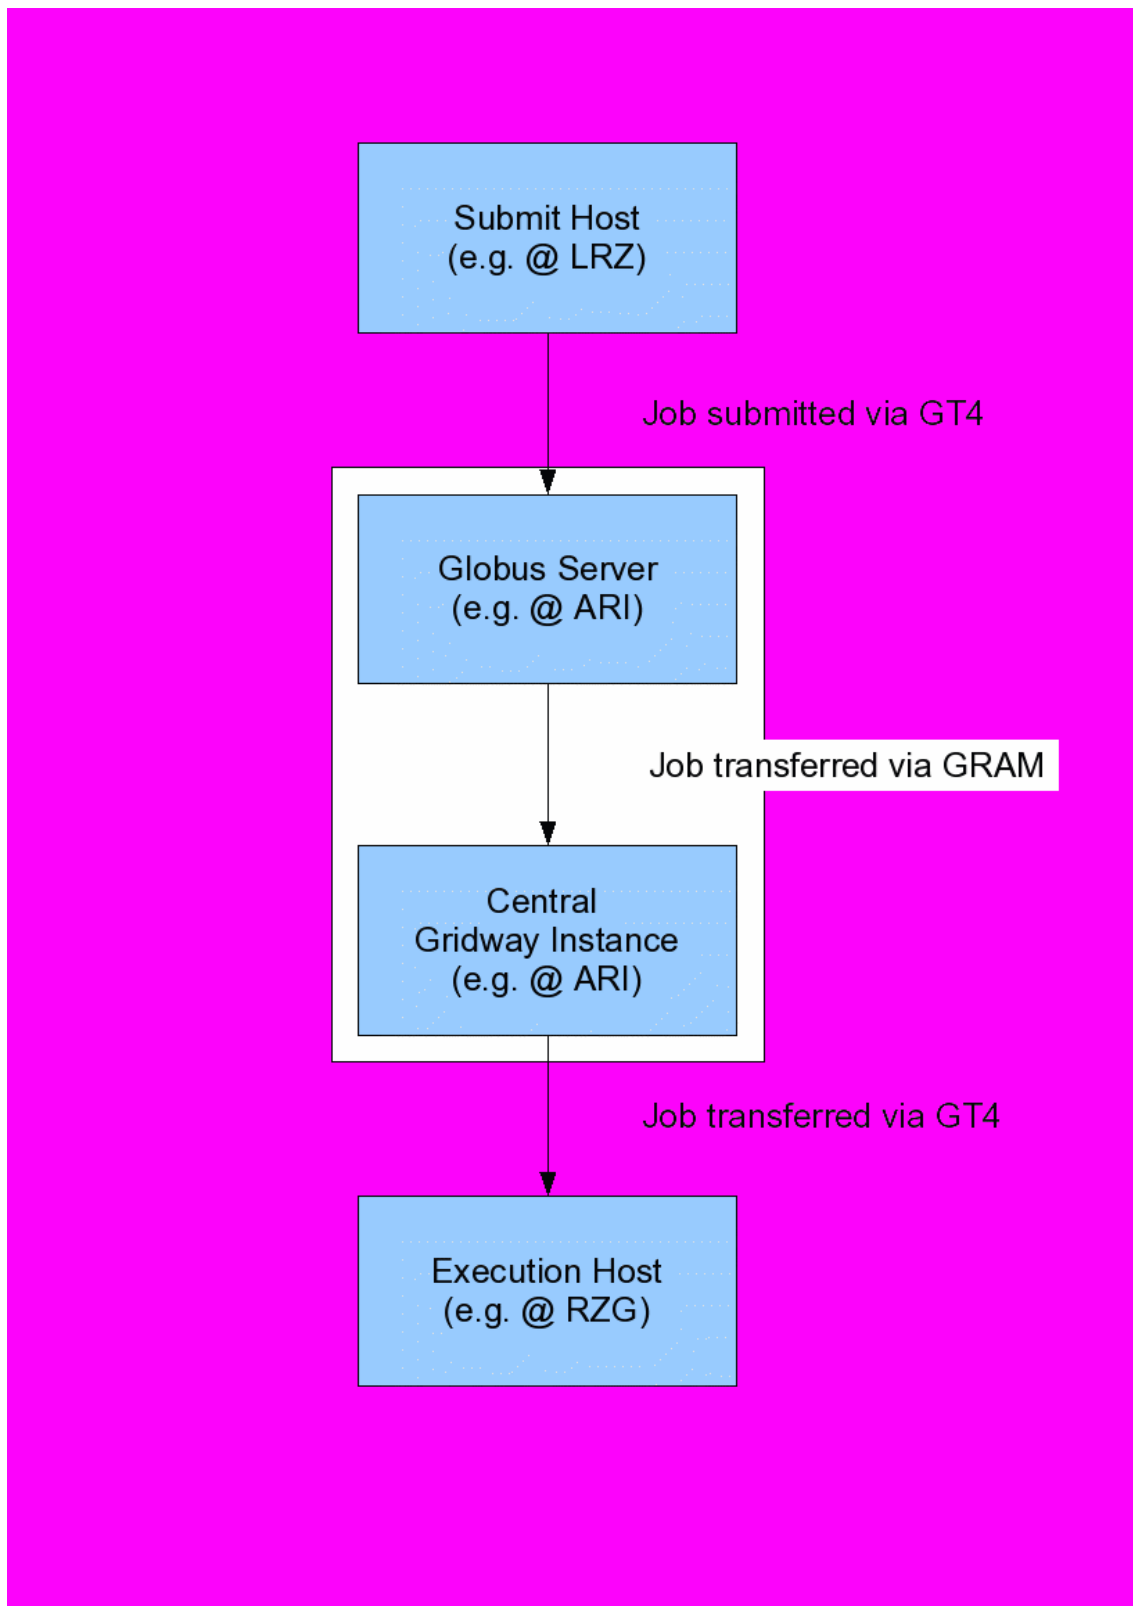 Submit Host
(e.g. @ LRZ)
Job submitted via GT4
Globus Server
(e.g. @ ARI)
Job transferred via GRAM
Central
Gridway Instance
(e.g. @ ARI)
Job transferred via GT4
Execution Host
(e.g. @ RZG)